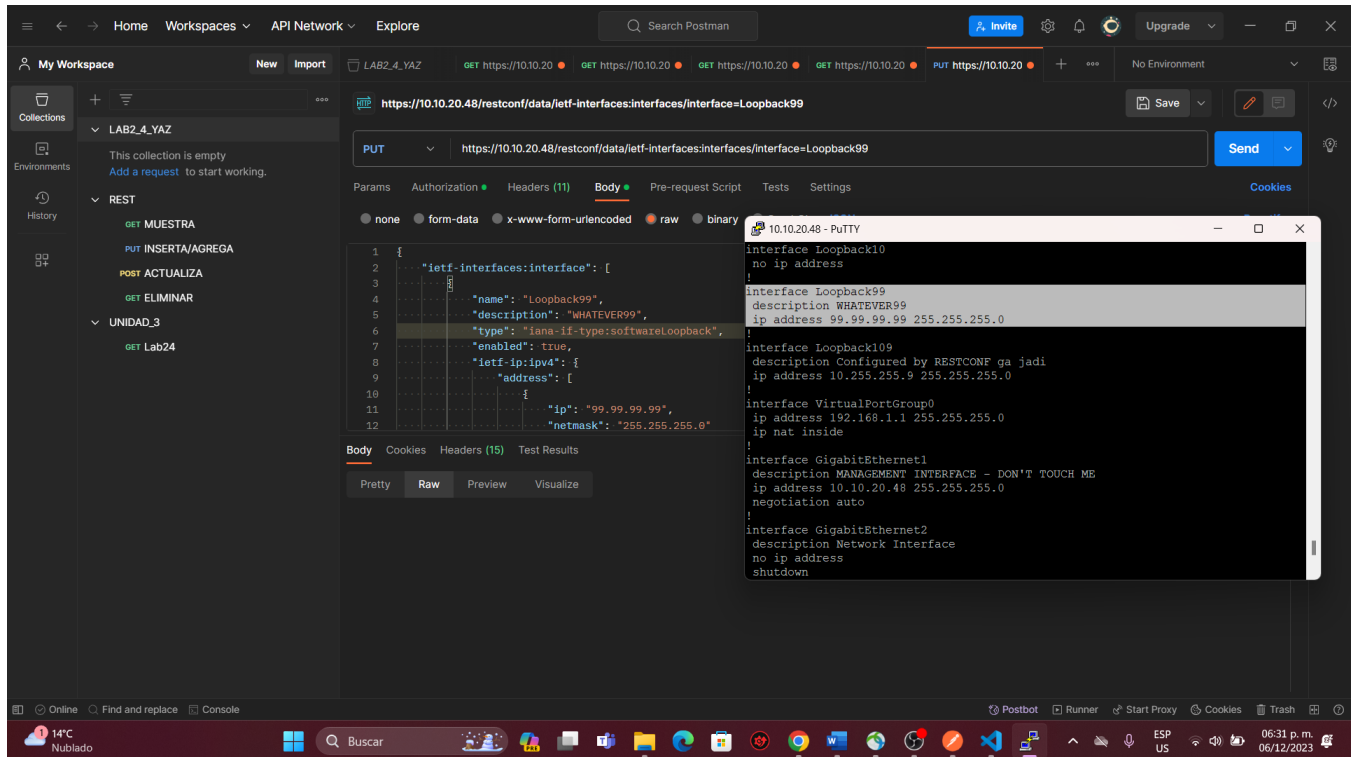 Home Workspaces API Network Explore Search Postman Invite Upgrade
My Workspace New Import LAB2_4_YAZ GET https://10.10.20 GET https://10.10.20 GET https://10.10.20 GET https://10.10.20 PUT https://10.10.20 No Environment
Collections
Environments
History
LAB2_4_YAZ
This collection is empty
Add a request to start working.
REST
GET MUESTRA
PUT INSERTA/AGREGA
POST ACTUALIZA
GET ELIMINAR
UNIDAD_3
GET Lab24
HTTP https://10.10.20.48/restconf/data/ietf-interfaces:interfaces/interface=Loopback99 Save
PUT https://10.10.20.48/restconf/data/ietf-interfaces:interfaces/interface=Loopback99 Send
Params Authorization Headers (11) Body Pre-request Script Tests Settings Cookies
none form-data x-www-form-urlencoded raw binary
1 {
2 "ietf-interfaces:interface": [
3 {
4 "name": "Loopback99",
5 "description": "WHATEVER99",
6 "type": "iana-if-type:softwareLoopback",
7 "enabled": true,
8 "ietf-ip:ipv4": {
9 "address": [
10 {
11 "ip": "99.99.99.99",
12 "netmask": "255.255.255.0"
Body Cookies Headers (15) Test Results
Pretty Raw Preview Visualize
10.10.20.48 - PuTTY
interface Loopback10
no ip address
!
interface Loopback99
description WHATEVER99
ip address 99.99.99.99 255.255.255.0
!
interface Loopback109
description Configured by RESTCONF ga jadi
ip address 10.255.255.9 255.255.255.0
!
interface VirtualPortGroup0
ip address 192.168.1.1 255.255.255.0
ip nat inside
!
interface GigabitEthernet1
description MANAGEMENT INTERFACE - DON'T TOUCH ME
ip address 10.10.20.48 255.255.255.0
negotiation auto
!
interface GigabitEthernet2
description Network Interface
no ip address
shutdown
Online Find and replace Console Postbot Runner Start Proxy Cookies Trash
1 14°C
Nublado
Buscar
PRE
ESP
US
06:31 p. m.
06/12/2023